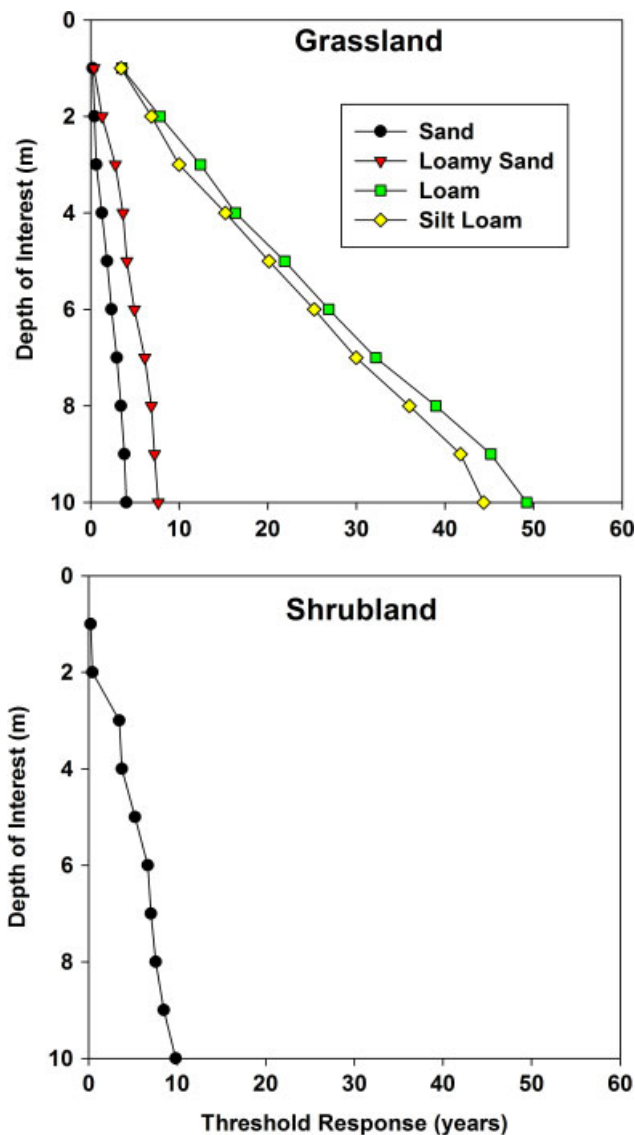 Grassland
0
2
4
6
8
10
Depth of Interest (m)
Sand
Loamy Sand
Loam
Silt Loam
0 10 20 30 40 50 60
Shrubland
0
2
4
6
8
10
Depth of Interest (m)
0 10 20 30 40 50 60
Threshold Response (years)